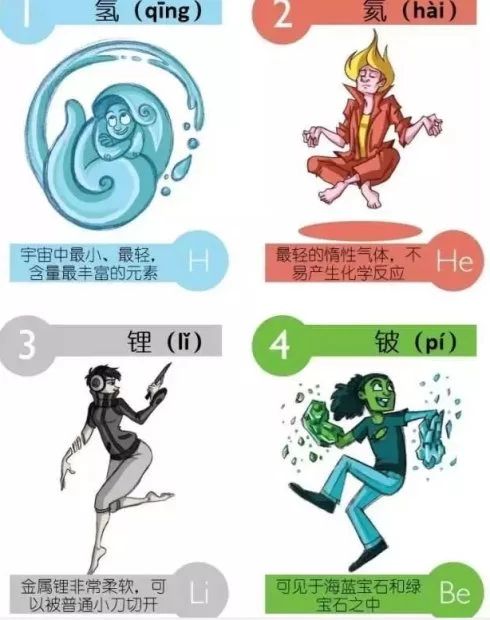 1 氢（qīng）
宇宙中最小、最轻，
含量最丰富的元素
H
2 氦（hài）
最轻的惰性气体，不
易产生化学反应
He
3 锂（lǐ）
金属锂非常柔软，可
以被普通小刀切开
Li
4 铍（pí）
可见于海蓝宝石和绿
宝石之中
Be